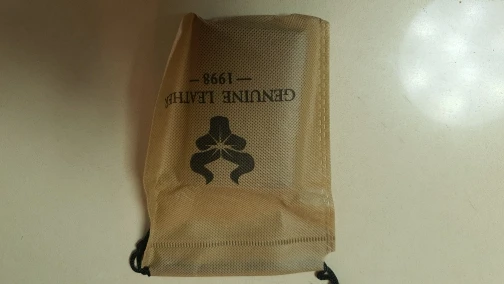 GENUINE LEATHER
— 1998 —